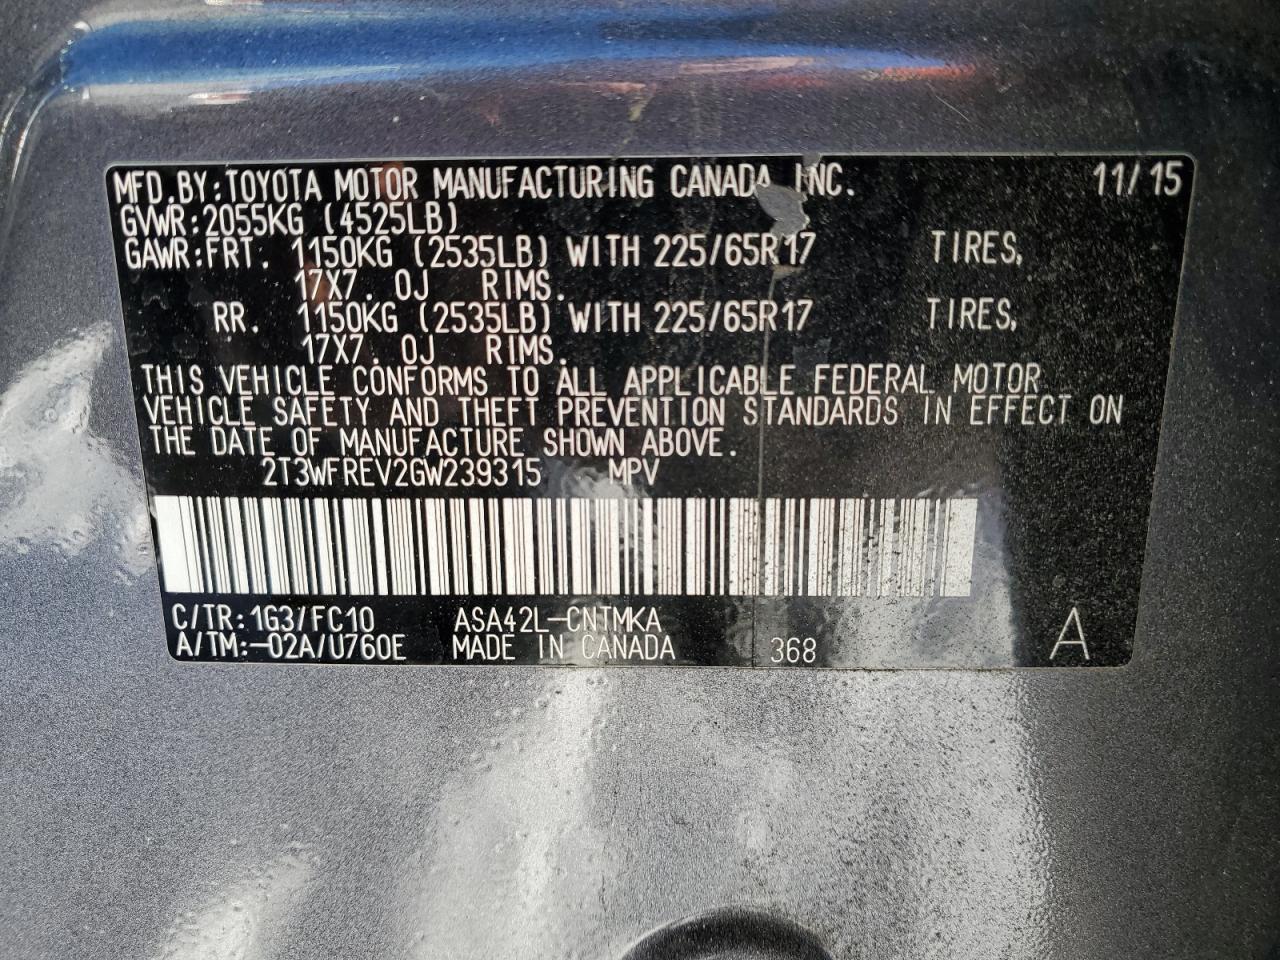 MFD.BY:TOYOTA MOTOR MANUFACTURING CANADA INC. 11/15
GVWR:2055KG (4525LB)
GAWR:FRT. 1150KG (2535LB) WITH 225/65R17 TIRES,
17X7.0J RIMS.
RR. 1150KG (2535LB) WITH 225/65R17 TIRES,
17X7.0J RIMS.
THIS VEHICLE CONFORMS TO ALL APPLICABLE FEDERAL MOTOR
VEHICLE SAFETY AND THEFT PREVENTION STANDARDS IN EFFECT ON
THE DATE OF MANUFACTURE SHOWN ABOVE.
2T3WFREV2GW239315 MPV
C/TR:1G3/FC10 ASA42L-CNTMKA
A/TM:-02A/U760E MADE IN CANADA 368 A